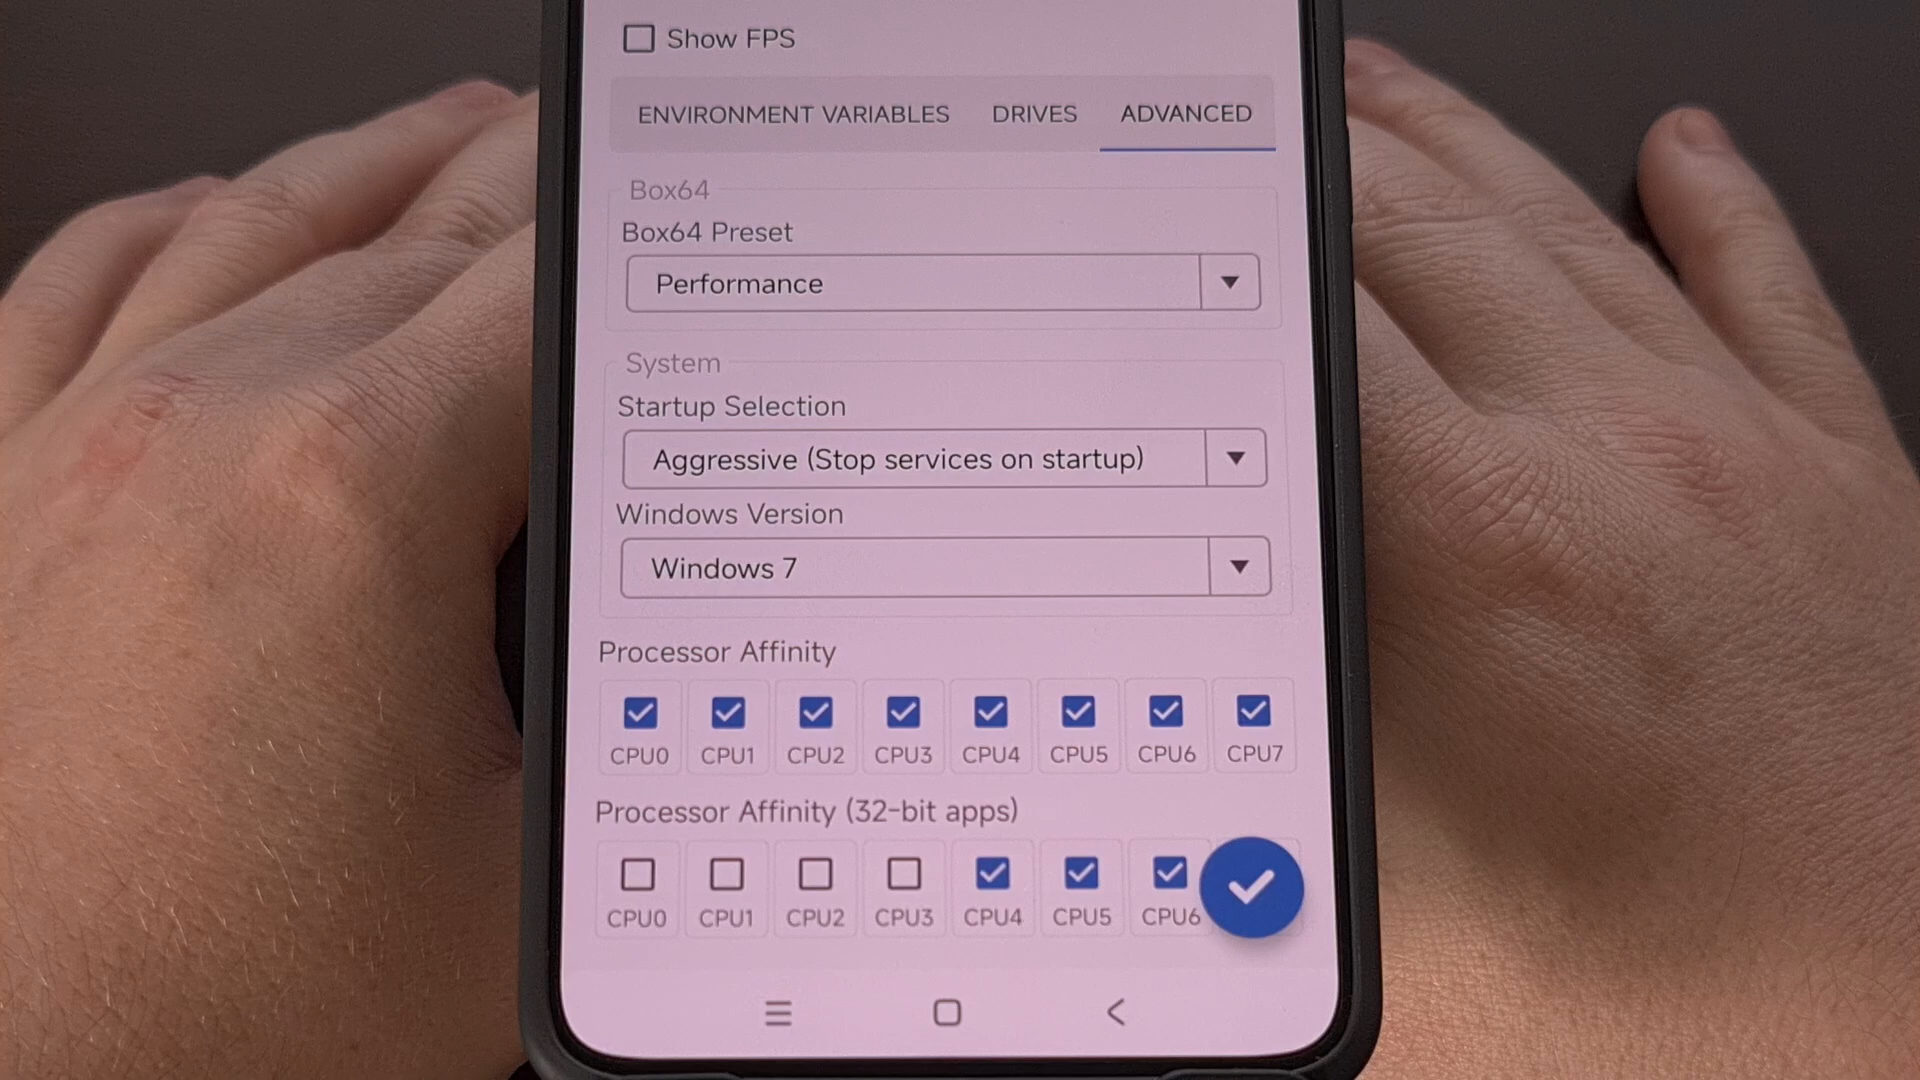 Show FPS
ENVIRONMENT VARIABLES DRIVES ADVANCED
Box64
Box64 Preset
Performance
System
Startup Selection
Aggressive (Stop services on startup)
Windows Version
Windows 7
Processor Affinity
CPU0 CPU1 CPU2 CPU3 CPU4 CPU5 CPU6 CPU7
Processor Affinity (32-bit apps)
CPU0 CPU1 CPU2 CPU3 CPU4 CPU5 CPU6